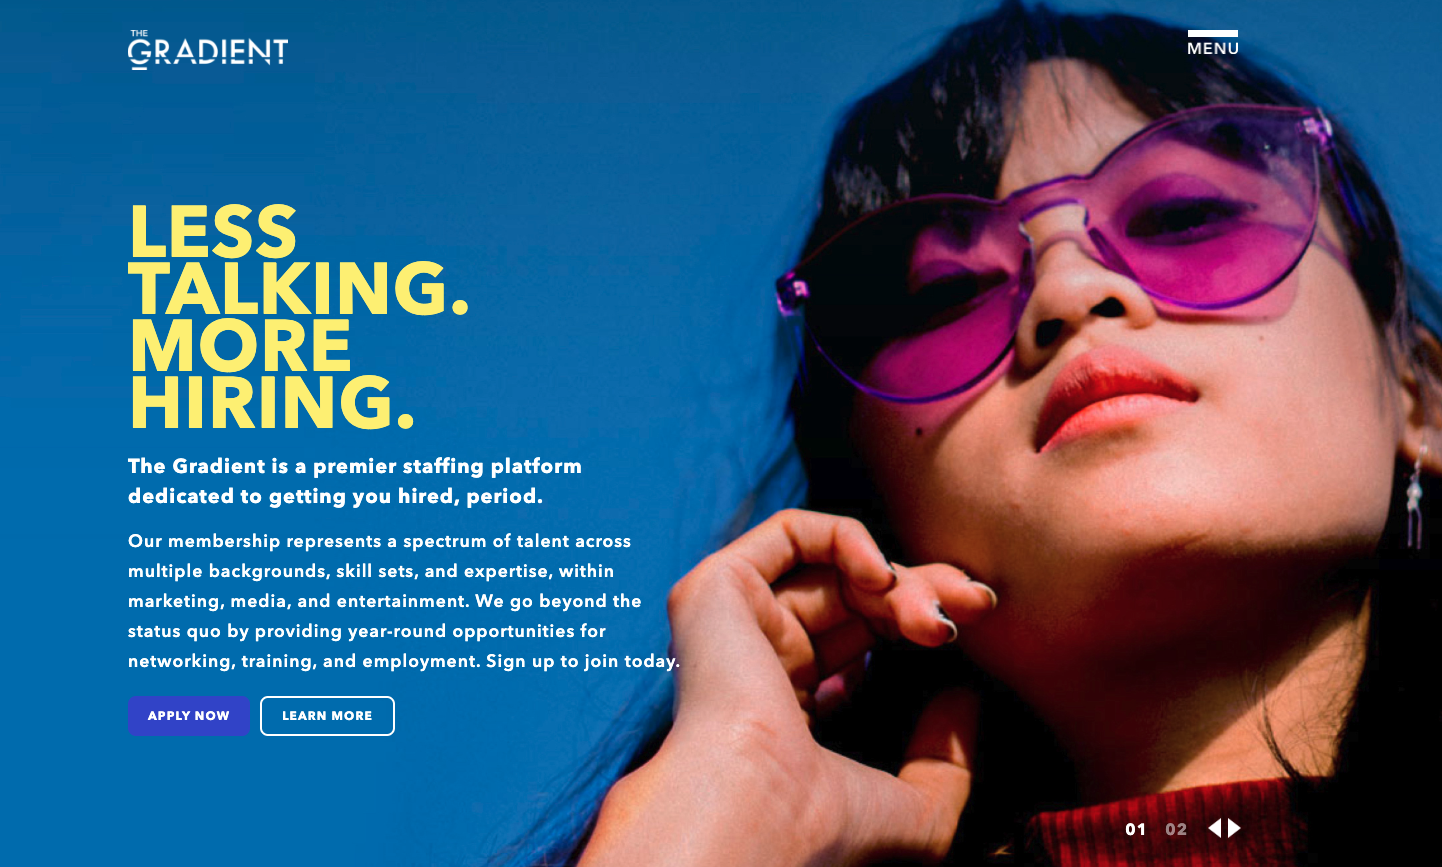 THE
GRADIENT
MENU
LESS
TALKING.
MORE
HIRING.
The Gradient is a premier staffing platform
dedicated to getting you hired, period.
Our membership represents a spectrum of talent across
multiple backgrounds, skill sets, and expertise, within
marketing, media, and entertainment. We go beyond the
status quo by providing year-round opportunities for
networking, training, and employment. Sign up to join today.
APPLY NOW LEARN MORE
01 02